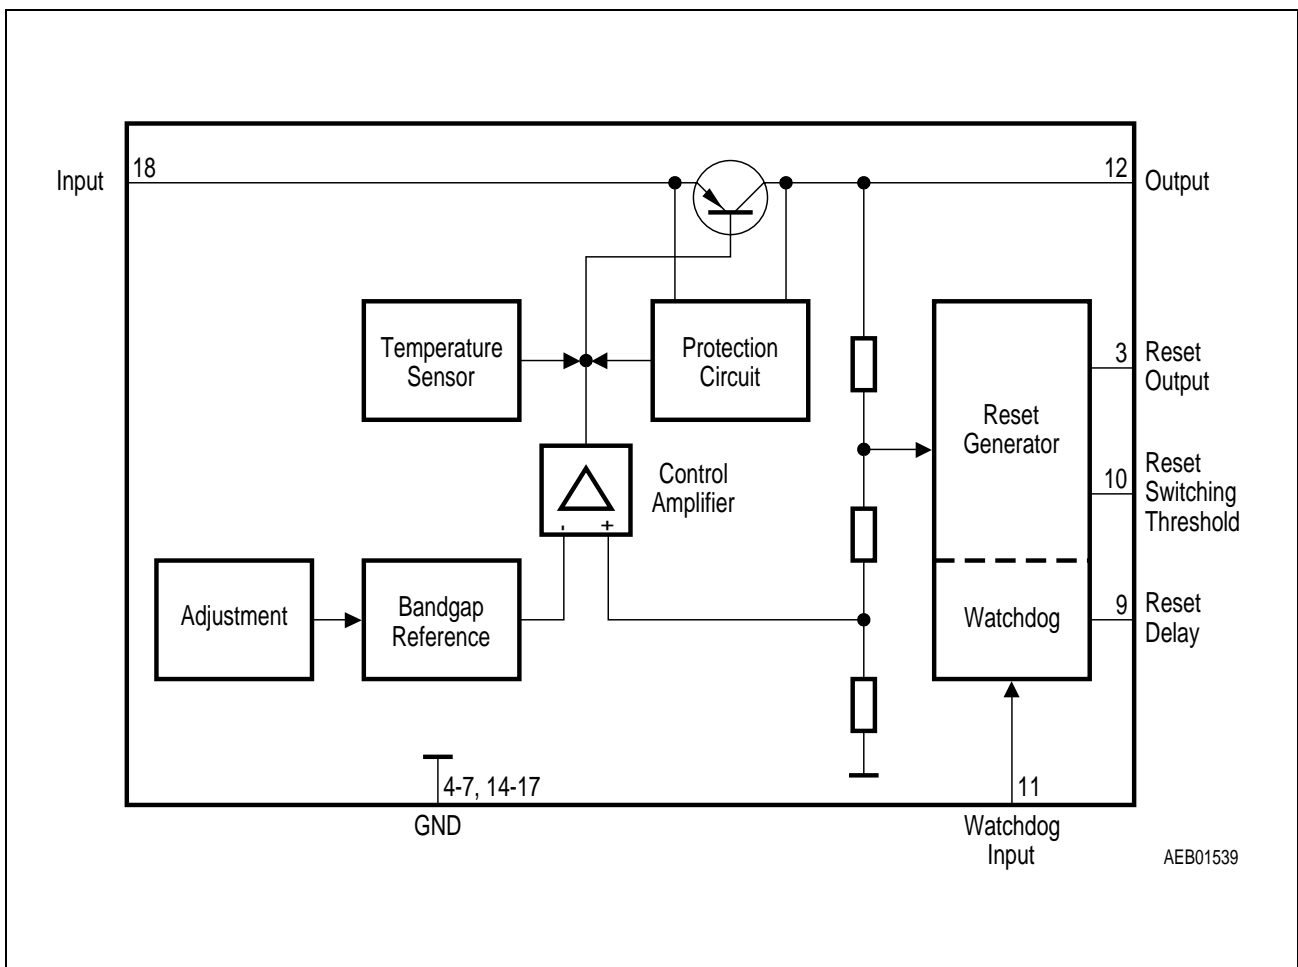 18
Input
12
Output
Temperature
Sensor
Protection
Circuit
3
Reset
Output
Reset
Generator
Control
Amplifier
10
Reset
Switching
Threshold
- +
Adjustment
Bandgap
Reference
Watchdog
9
Reset
Delay
4-7, 14-17
GND
11
Watchdog
Input
AEB01539